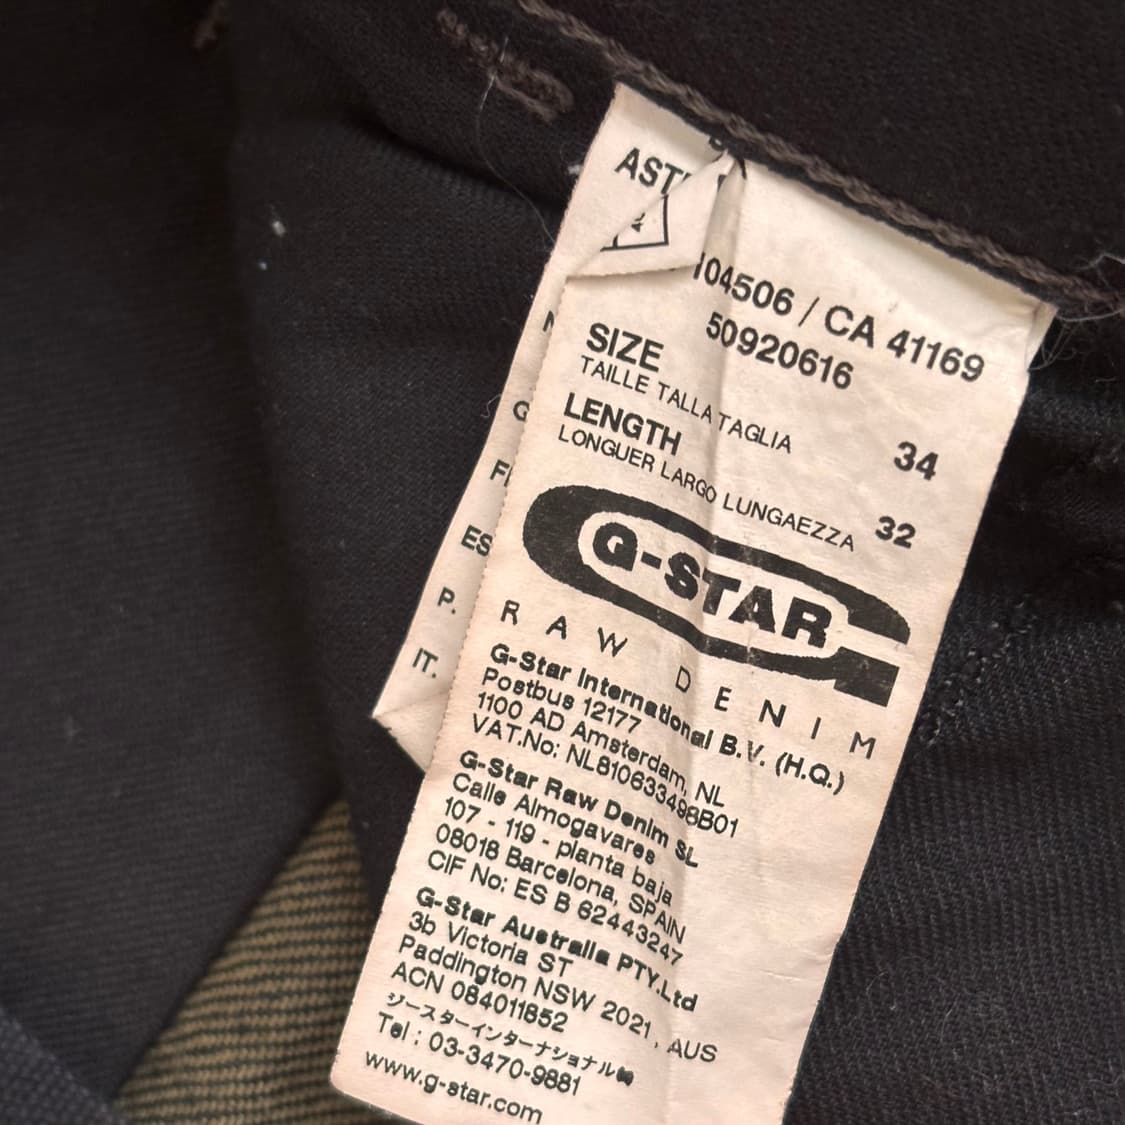 104506 / CA 41169
50920616
SIZE
TAILLE TALLA TAGLIA 34
LENGTH
LONGUER LARGO LUNGAEZZA 32
G-STAR
RAW DENIM
G-Star International B.V. (H.Q.)
Postbus 12177
1100 AD Amsterdam, NL
VAT.No: NL810633498B01
G-Star Raw Denim SL
Calle Almogavares
107 - 119 - planta baja
08018 Barcelona, SPAIN
CIF No: ES B 62443247
G-Star Australia PTY.Ltd
3b Victoria ST
Paddington NSW 2021, AUS
ACN 084011852
ジースターインターナショナル㈱
Tel : 03-3470-9881
www.g-star.com
ES
P.
IT.